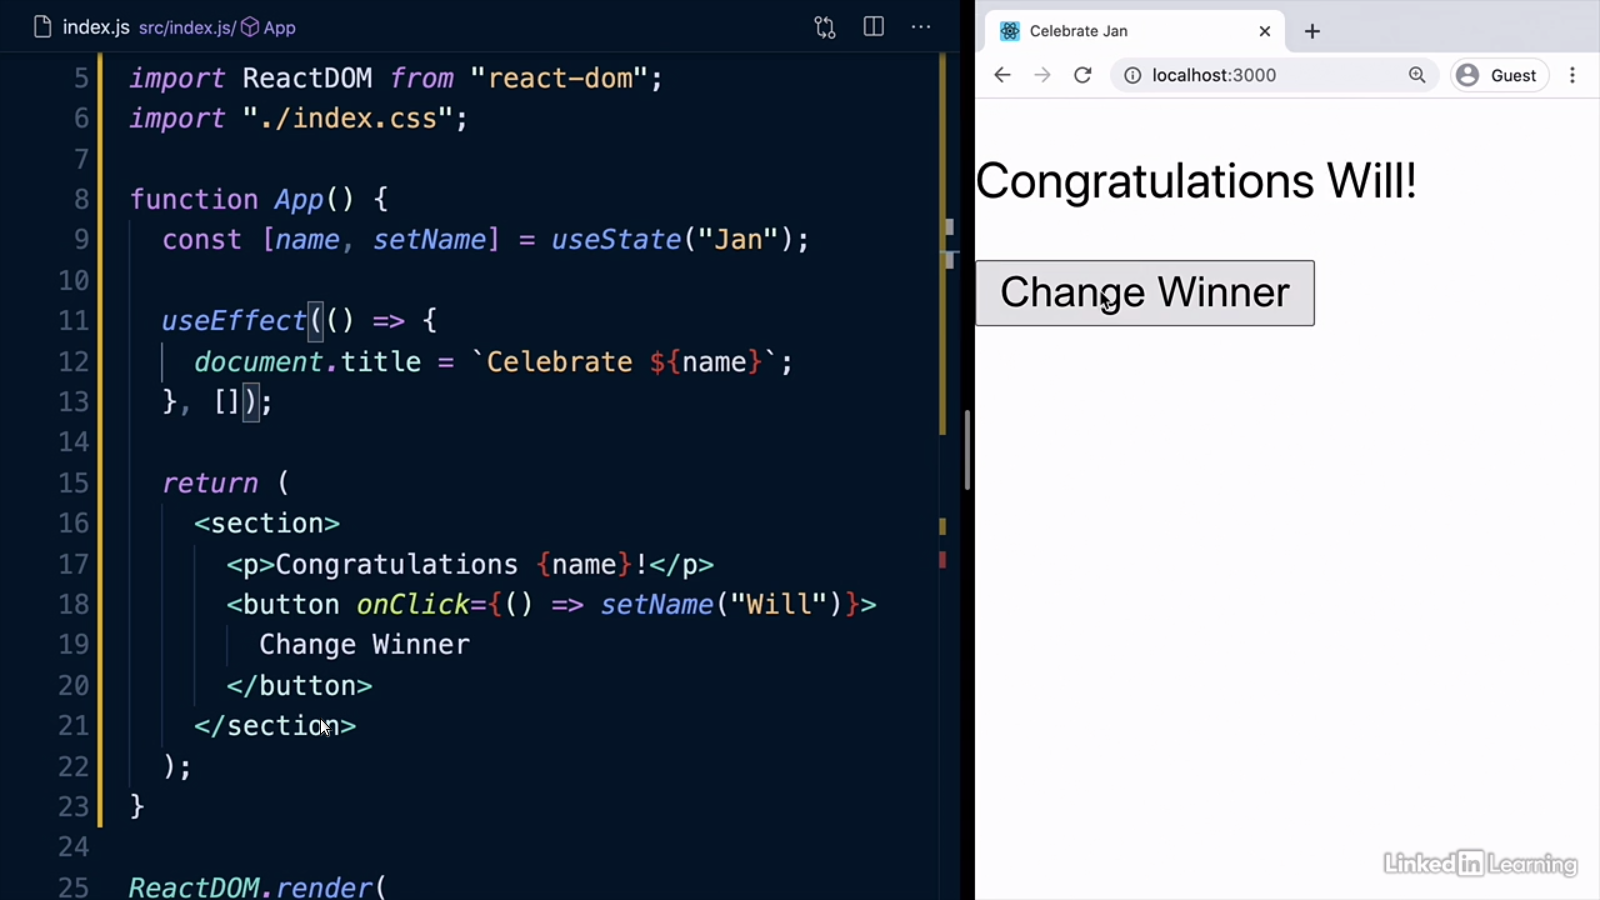 index.js src/index.js/ App
5 import ReactDOM from "react-dom";
6 import "./index.css";
7
8 function App() {
9 const [name, setName] = useState("Jan");
10
11 useEffect(() => {
12 document.title = `Celebrate ${name}`;
13 }, []);
14
15 return (
16 <section>
17 <p>Congratulations {name}!</p>
18 <button onClick={() => setName("Will")}>
19 Change Winner
20 </button>
21 </section>
22 );
23 }
24
25 ReactDOM.render(
Celebrate Jan
localhost:3000 Guest
Congratulations Will!
Change Winner
Linked in Learning